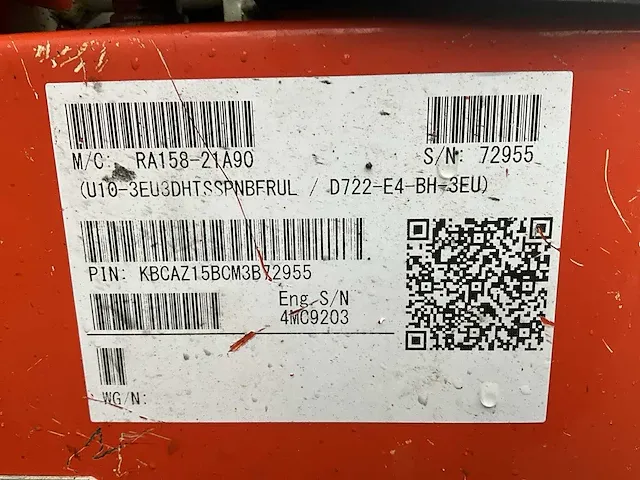 M/C: RA158-21A90 S/N: 72955
(U10-3EU3DHTSSPNBFRUL / D722-E4-BH-3EU)
PIN: KBCAZ15BCM3B72955
Eng.S/N
4MC9203
WG/N: